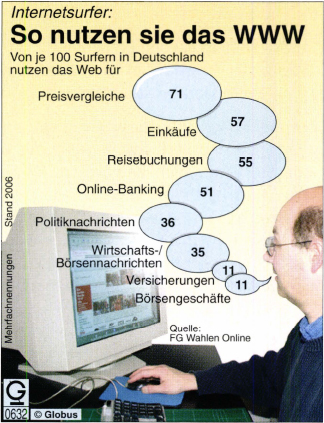 Internetsurfer:
So nutzen sie das WWW
Von je 100 Surfern in Deutschland
nutzen das Web für
Preisvergleiche 71
Einkäufe 57
Reisebuchungen 55
Online-Banking 51
Politiknachrichten 36
Wirtschafts-/
Börsennachrichten 35
Versicherungen 11
Börsengeschäfte 11
Stand 2006
Mehrfachnennungen
Quelle:
FG Wahlen Online
G
0632 © Globus